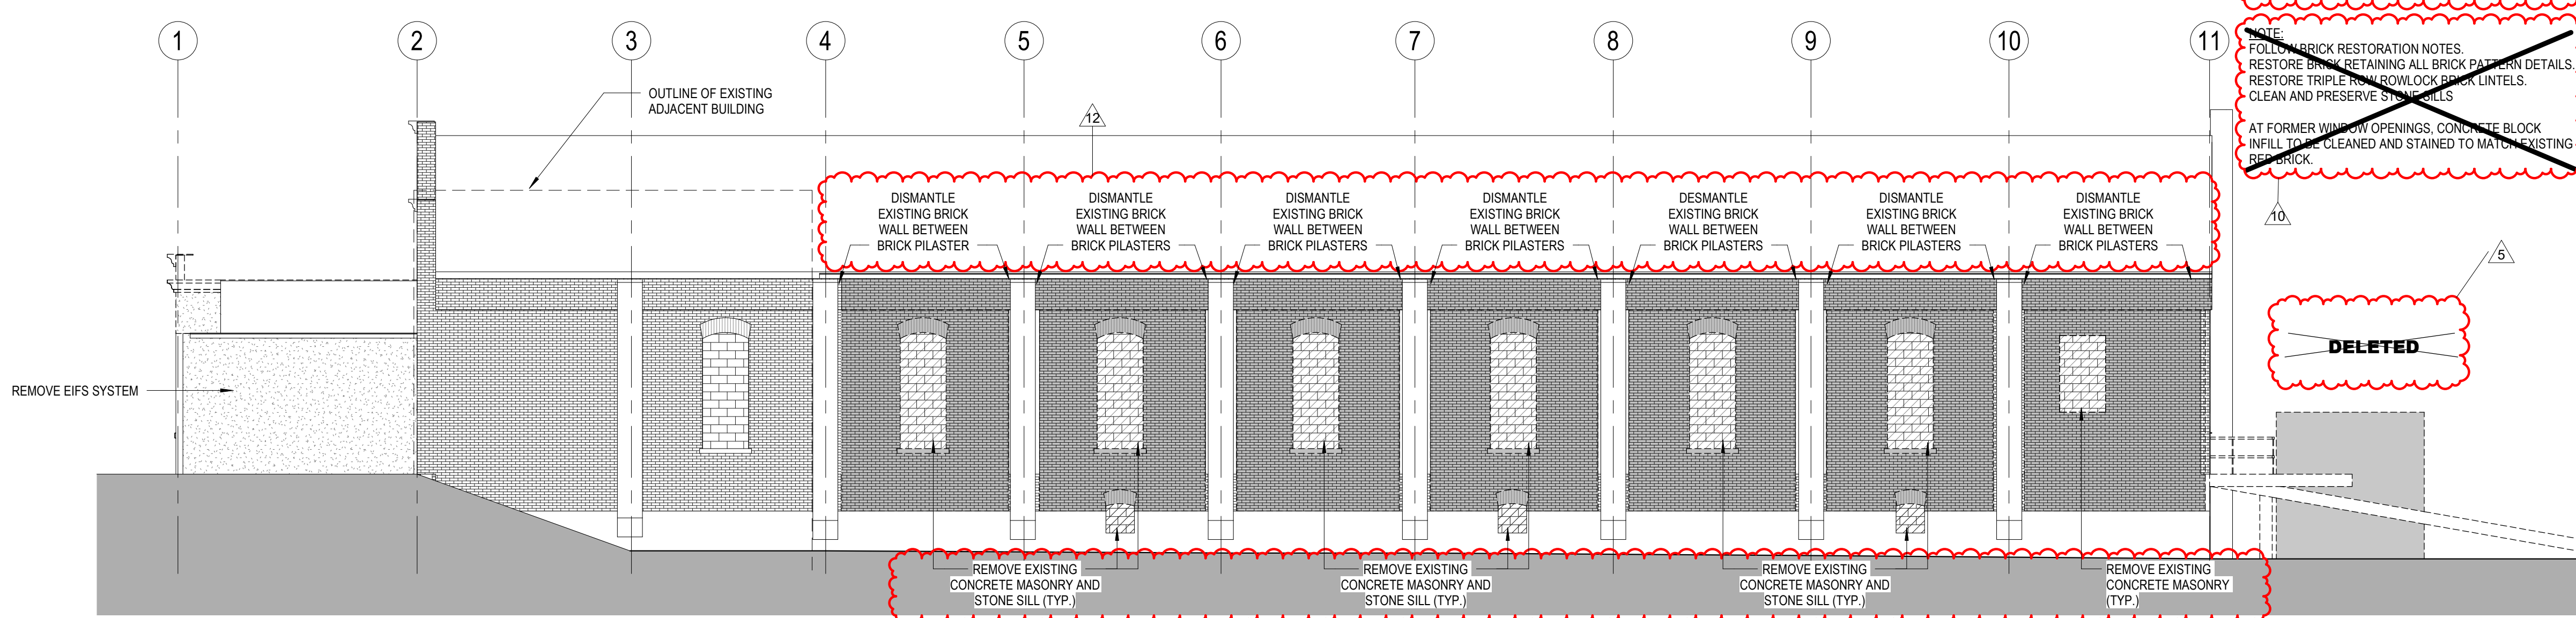 1
2
3
4
5
6
7
8
9
10
11
NOTE:
FOLLOW BRICK RESTORATION NOTES.
RESTORE BRICK RETAINING ALL BRICK PATTERN DETAILS.
RESTORE TRIPLE ROW ROWLOCK BRICK LINTELS.
CLEAN AND PRESERVE STONE SILLS
AT FORMER WINDOW OPENINGS, CONCRETE BLOCK
INFILL TO BE CLEANED AND STAINED TO MATCH EXISTING
RED BRICK.
10
OUTLINE OF EXISTING
ADJACENT BUILDING
12
DISMANTLE
EXISTING BRICK
WALL BETWEEN
BRICK PILASTER
DISMANTLE
EXISTING BRICK
WALL BETWEEN
BRICK PILASTERS
DISMANTLE
EXISTING BRICK
WALL BETWEEN
BRICK PILASTERS
DISMANTLE
EXISTING BRICK
WALL BETWEEN
BRICK PILASTERS
DESMANTLE
EXISTING BRICK
WALL BETWEEN
BRICK PILASTERS
DISMANTLE
EXISTING BRICK
WALL BETWEEN
BRICK PILASTERS
DISMANTLE
EXISTING BRICK
WALL BETWEEN
BRICK PILASTERS
5
DELETED
REMOVE EIFS SYSTEM
REMOVE EXISTING
CONCRETE MASONRY AND
STONE SILL (TYP.)
REMOVE EXISTING
CONCRETE MASONRY AND
STONE SILL (TYP.)
REMOVE EXISTING
CONCRETE MASONRY AND
STONE SILL (TYP.)
REMOVE EXISTING
CONCRETE MASONRY
(TYP.)